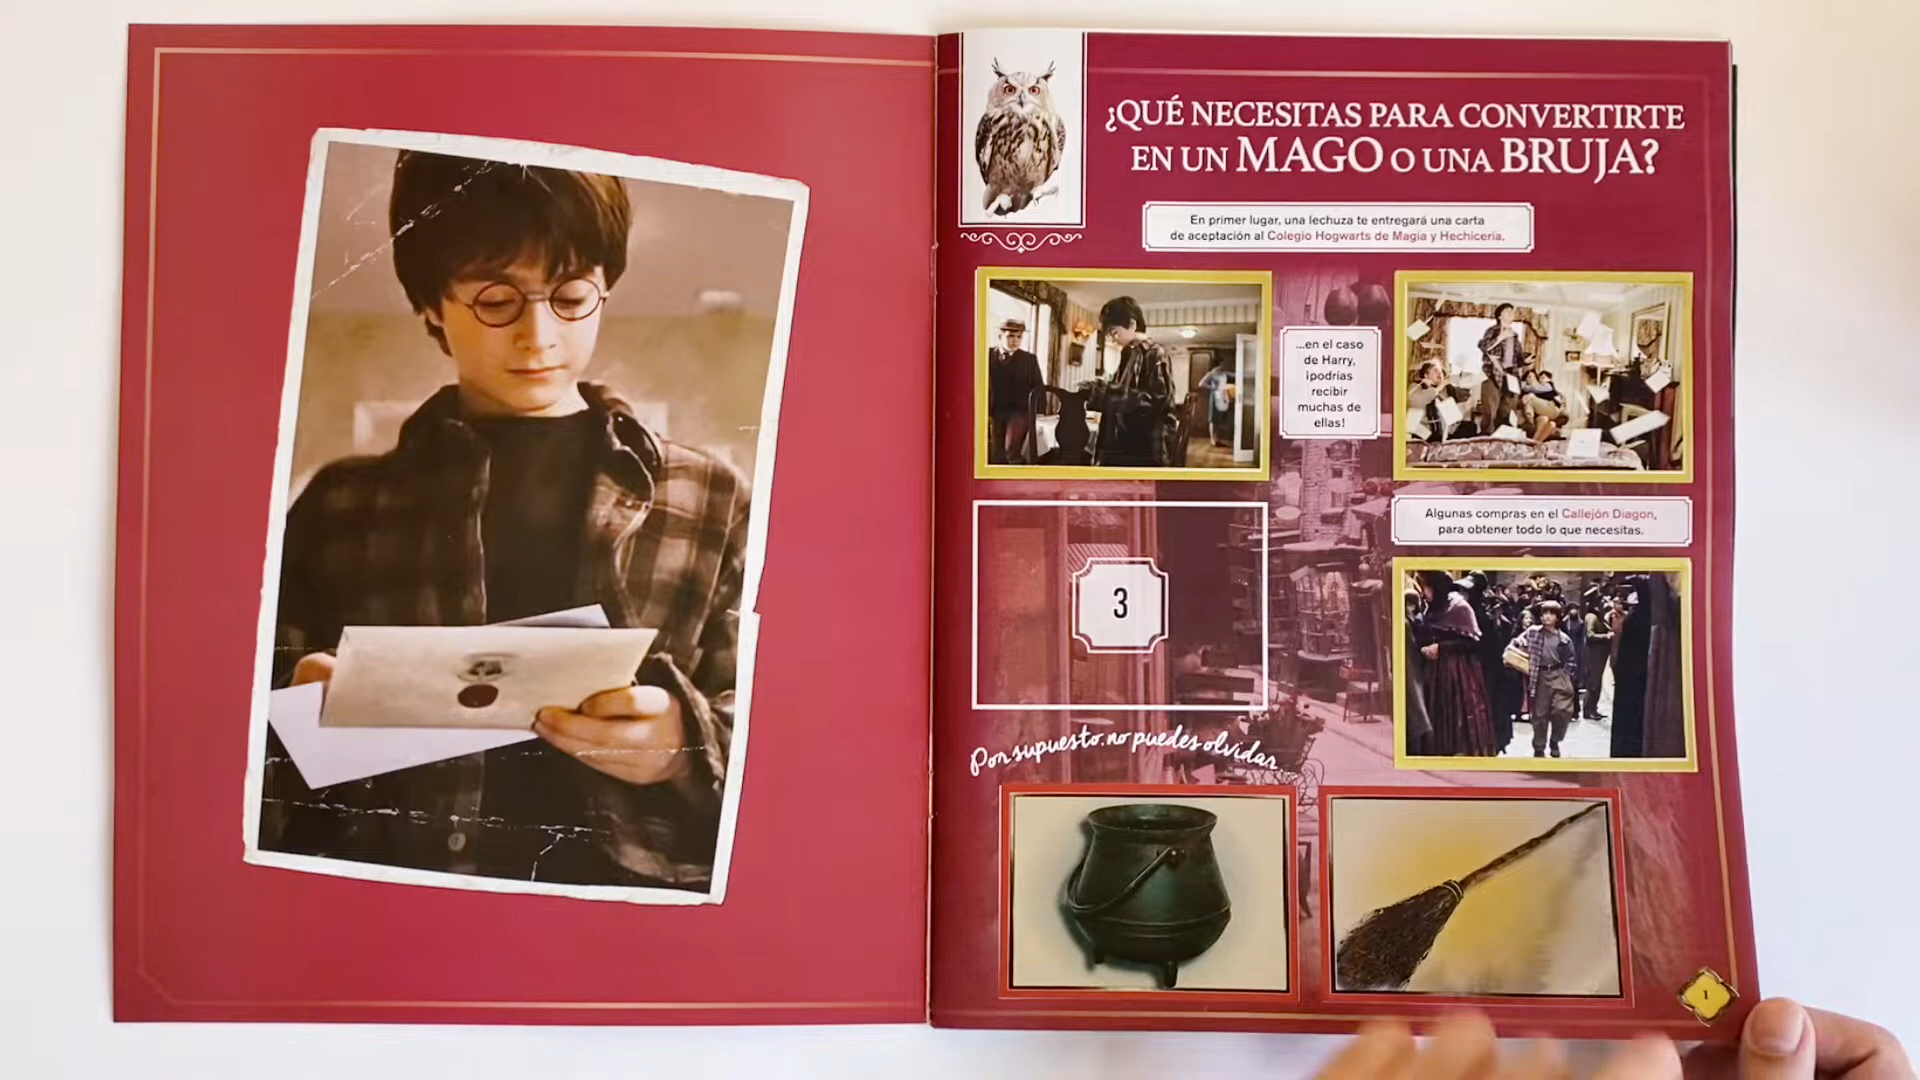 ¿QUÉ NECESITAS PARA CONVERTIRTE
EN UN MAGO O UNA BRUJA?
En primer lugar, una lechuza te entregará una carta
de aceptación al Colegio Hogwarts de Magia y Hechicería.
...en el caso
de Harry,
¡podrías
recibir
muchas de
ellas!
Algunas compras en el Callejón Diagon,
para obtener todo lo que necesitas.
3
Por supuesto, no puedes olvidar
1